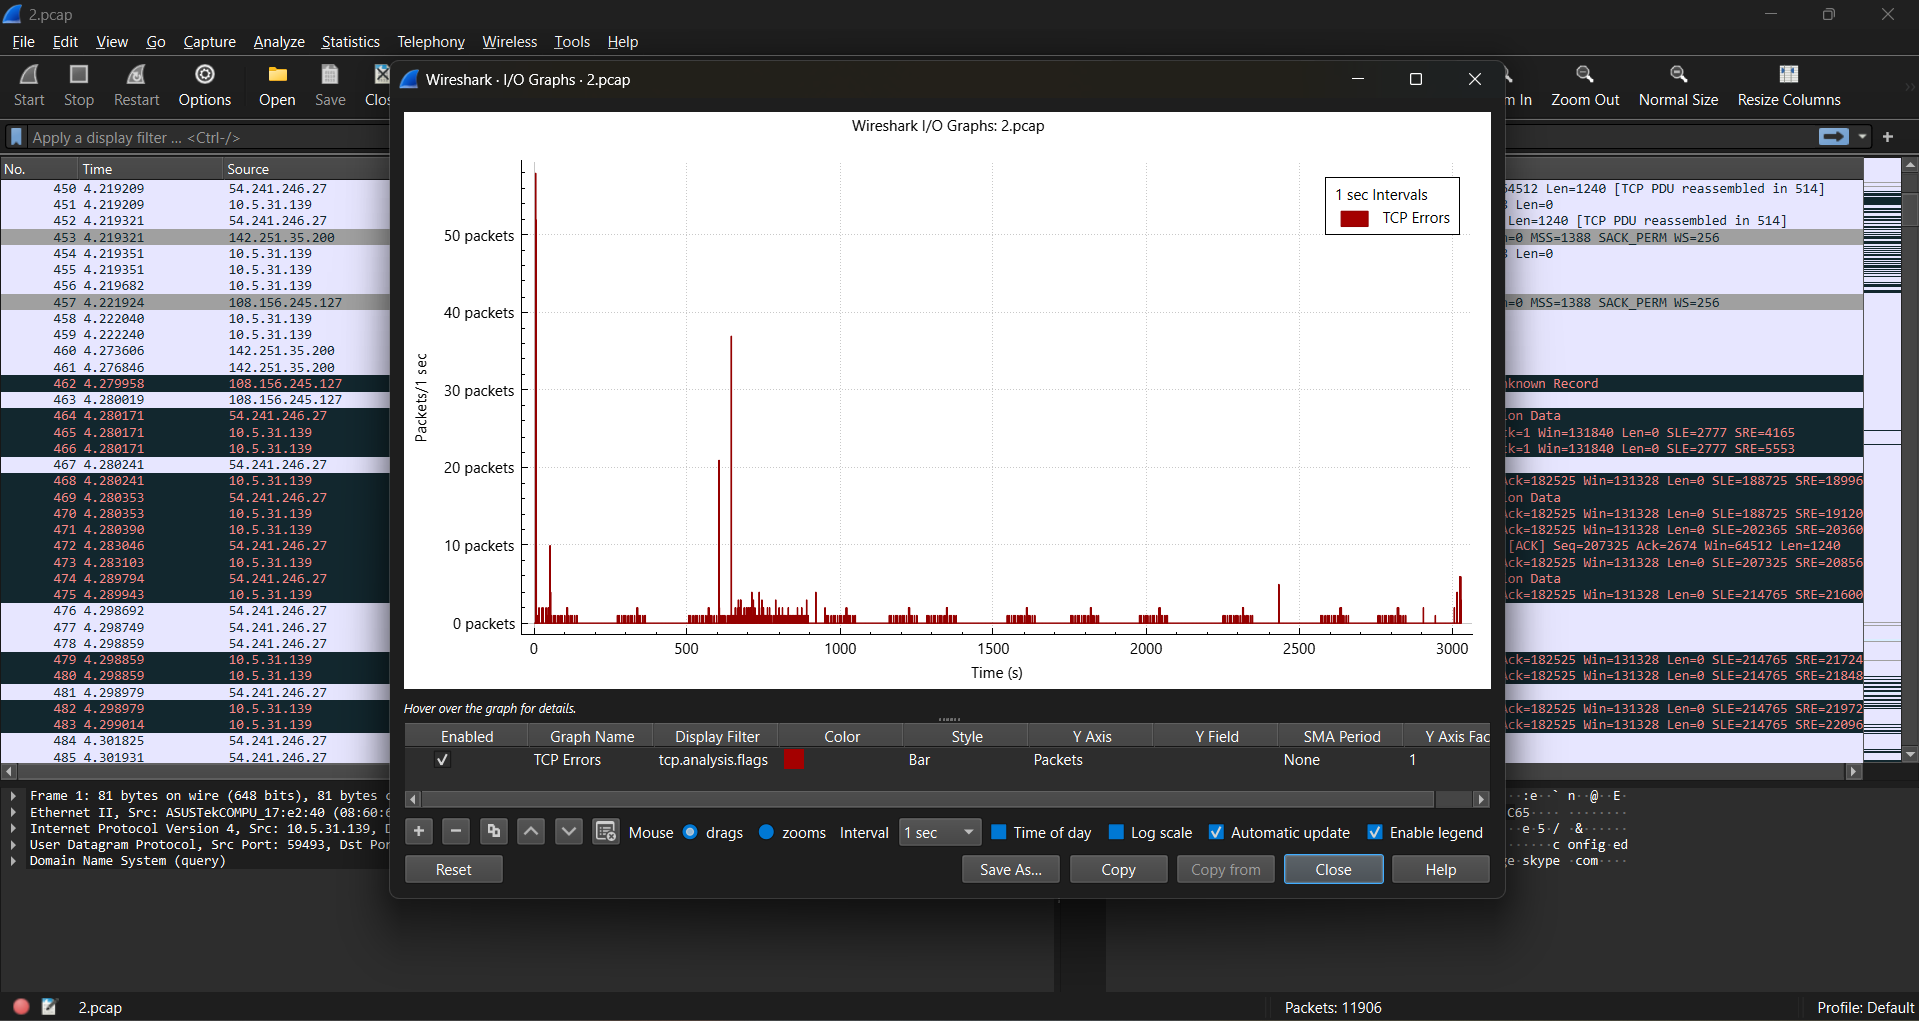 2.pcap
File Edit View Go Capture Analyze Statistics Telephony Wireless Tools Help
Start Stop Restart Options Open Save Clos
m In Zoom Out Normal Size Resize Columns
Apply a display filter ... <Ctrl-/>
No. Time Source
450 4.219209 54.241.246.27
451 4.219209 10.5.31.139
452 4.219321 54.241.246.27
453 4.219321 142.251.35.200
454 4.219351 10.5.31.139
455 4.219351 10.5.31.139
456 4.219682 10.5.31.139
457 4.221924 108.156.245.127
458 4.222040 10.5.31.139
459 4.222240 10.5.31.139
460 4.273606 142.251.35.200
461 4.276846 142.251.35.200
462 4.279958 108.156.245.127
463 4.280019 108.156.245.127
464 4.280171 54.241.246.27
465 4.280171 10.5.31.139
466 4.280171 10.5.31.139
467 4.280241 54.241.246.27
468 4.280241 10.5.31.139
469 4.280353 54.241.246.27
470 4.280353 10.5.31.139
471 4.280390 10.5.31.139
472 4.283046 54.241.246.27
473 4.283103 10.5.31.139
474 4.289794 54.241.246.27
475 4.289943 10.5.31.139
476 4.298692 54.241.246.27
477 4.298749 54.241.246.27
478 4.298859 54.241.246.27
479 4.298859 10.5.31.139
480 4.298859 10.5.31.139
481 4.298979 54.241.246.27
482 4.298979 10.5.31.139
483 4.299014 10.5.31.139
484 4.301825 54.241.246.27
485 4.301931 54.241.246.27
Wireshark · I/O Graphs · 2.pcap
Wireshark I/O Graphs: 2.pcap
1 sec Intervals
TCP Errors
50 packets
40 packets
30 packets
20 packets
10 packets
0 packets
Packets/1 sec
0 500 1000 1500 2000 2500 3000
Time (s)
Hover over the graph for details.
Enabled Graph Name Display Filter Color Style Y Axis Y Field SMA Period Y Axis Fac
TCP Errors tcp.analysis.flags Bar Packets None 1
Mouse drags zooms Interval 1 sec Time of day Log scale Automatic update Enable legend
Reset Save As... Copy Copy from Close Help
4512 Len=1240 [TCP PDU reassembled in 514]
Len=0
Len=1240 [TCP PDU reassembled in 514]
=0 MSS=1388 SACK_PERM WS=256
Len=0
=0 MSS=1388 SACK_PERM WS=256
known Record
on Data
k=1 Win=131840 Len=0 SLE=2777 SRE=4165
k=1 Win=131840 Len=0 SLE=2777 SRE=5553
ck=182525 Win=131328 Len=0 SLE=188725 SRE=18996
on Data
ck=182525 Win=131328 Len=0 SLE=188725 SRE=19120
ck=182525 Win=131328 Len=0 SLE=202365 SRE=20360
[ACK] Seq=207325 Ack=2674 Win=64512 Len=1240
ck=182525 Win=131328 Len=0 SLE=207325 SRE=20856
on Data
ck=182525 Win=131328 Len=0 SLE=214765 SRE=21600
ck=182525 Win=131328 Len=0 SLE=214765 SRE=21724
ck=182525 Win=131328 Len=0 SLE=214765 SRE=21848
ck=182525 Win=131328 Len=0 SLE=214765 SRE=21972
ck=182525 Win=131328 Len=0 SLE=214765 SRE=22096
Frame 1: 81 bytes on wire (648 bits), 81 bytes
Ethernet II, Src: ASUSTekCOMPU_17:e2:40 (08:60:6
Internet Protocol Version 4, Src: 10.5.31.139,
User Datagram Protocol, Src Port: 59493, Dst Por
Domain Name System (query)
··:e··` n··@··E·
C65···· ········
··e·5·/ ·&······
······c onfig·ed
e·skype ·com····
2.pcap Packets: 11906 Profile: Default